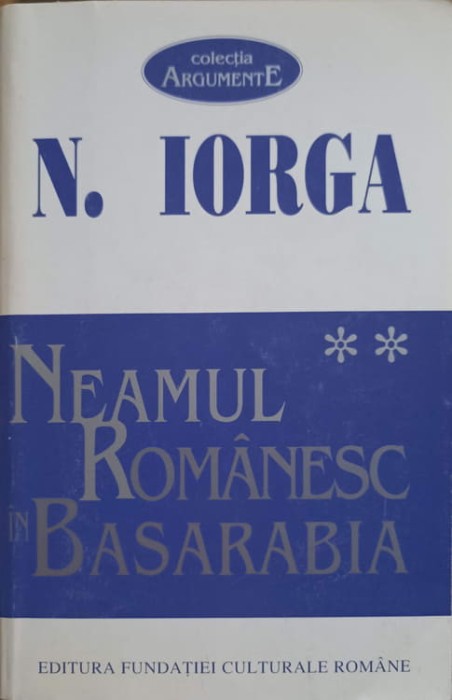 colecția
ARGUMENTE
N. IORGA
**
NEAMUL
ROMÂNESC
ÎN BASARABIA
EDITURA FUNDAȚIEI CULTURALE ROMÂNE